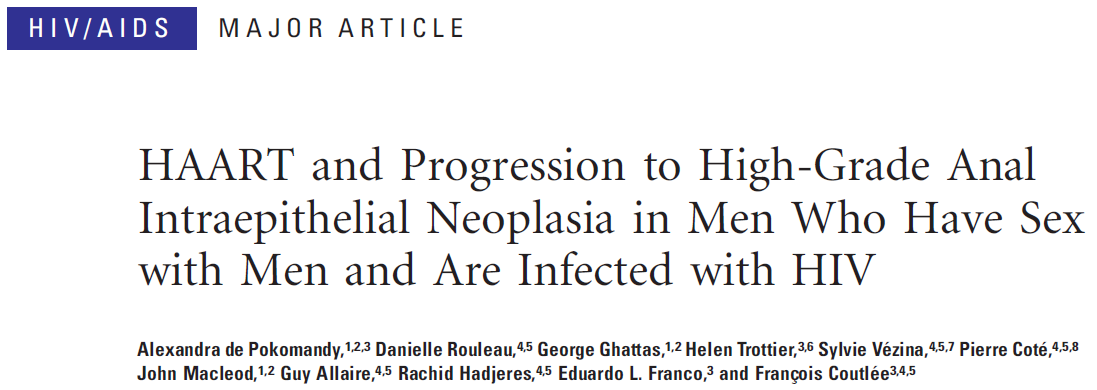 HIV/AIDS MAJOR ARTICLE
HAART and Progression to High-Grade Anal
Intraepithelial Neoplasia in Men Who Have Sex
with Men and Are Infected with HIV
Alexandra de Pokomandy,1,2,3 Danielle Rouleau,4,5 George Ghattas,1,2 Helen Trottier,3,6 Sylvie Vézina,4,5,7 Pierre Coté,4,5,8
John Macleod,1,2 Guy Allaire,4,5 Rachid Hadjeres,4,5 Eduardo L. Franco,3 and François Coutlée3,4,5